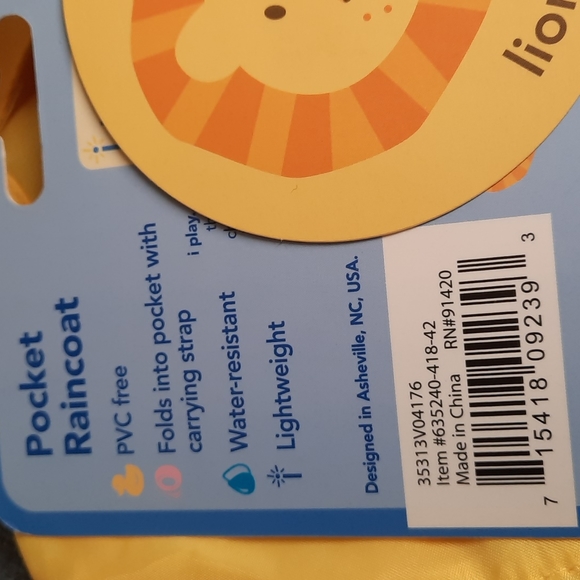 lion
Pocket
Raincoat
PVC free
Folds into pocket with
carrying strap
Water-resistant
Lightweight
i play
Designed in Asheville, NC, USA.
35313V04176
Item #635240-418-42
Made in China RN#91420
7 15418 09239 3